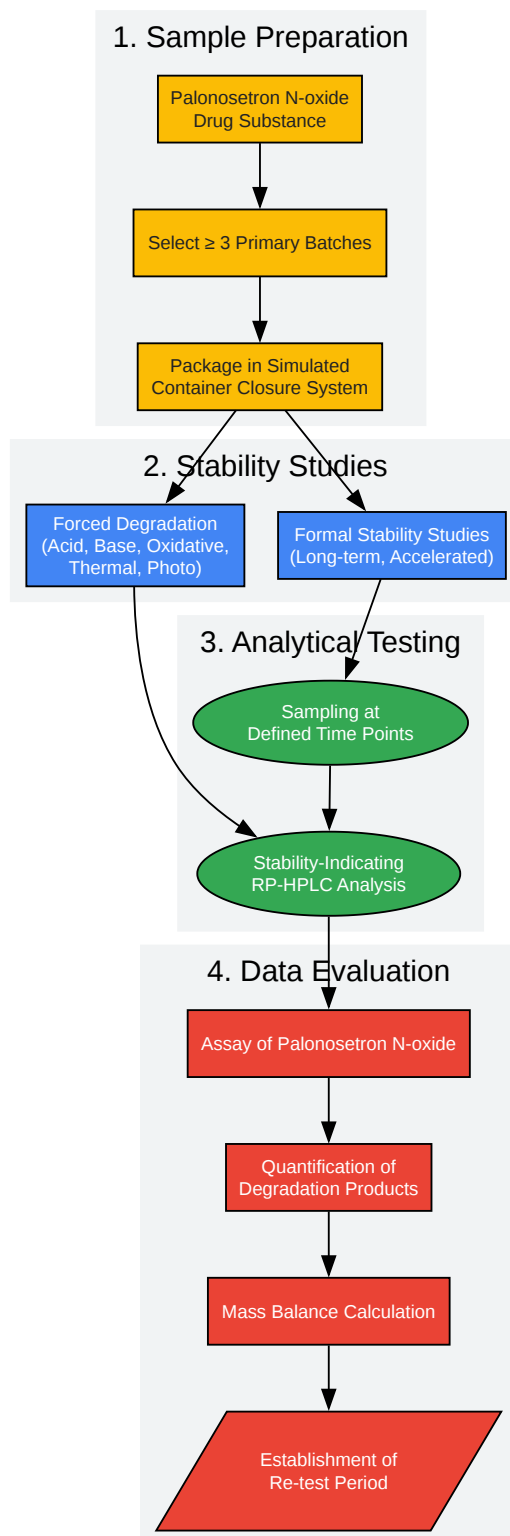 1. Sample Preparation
Palonosetron N-oxide
Drug Substance
Select ≥ 3 Primary Batches
Package in Simulated
Container Closure System
2. Stability Studies
Forced Degradation
(Acid, Base, Oxidative,
Thermal, Photo)
Formal Stability Studies
(Long-term, Accelerated)
3. Analytical Testing
Sampling at
Defined Time Points
Stability-Indicating
RP-HPLC Analysis
4. Data Evaluation
Assay of Palonosetron N-oxide
Quantification of
Degradation Products
Mass Balance Calculation
Establishment of
Re-test Period